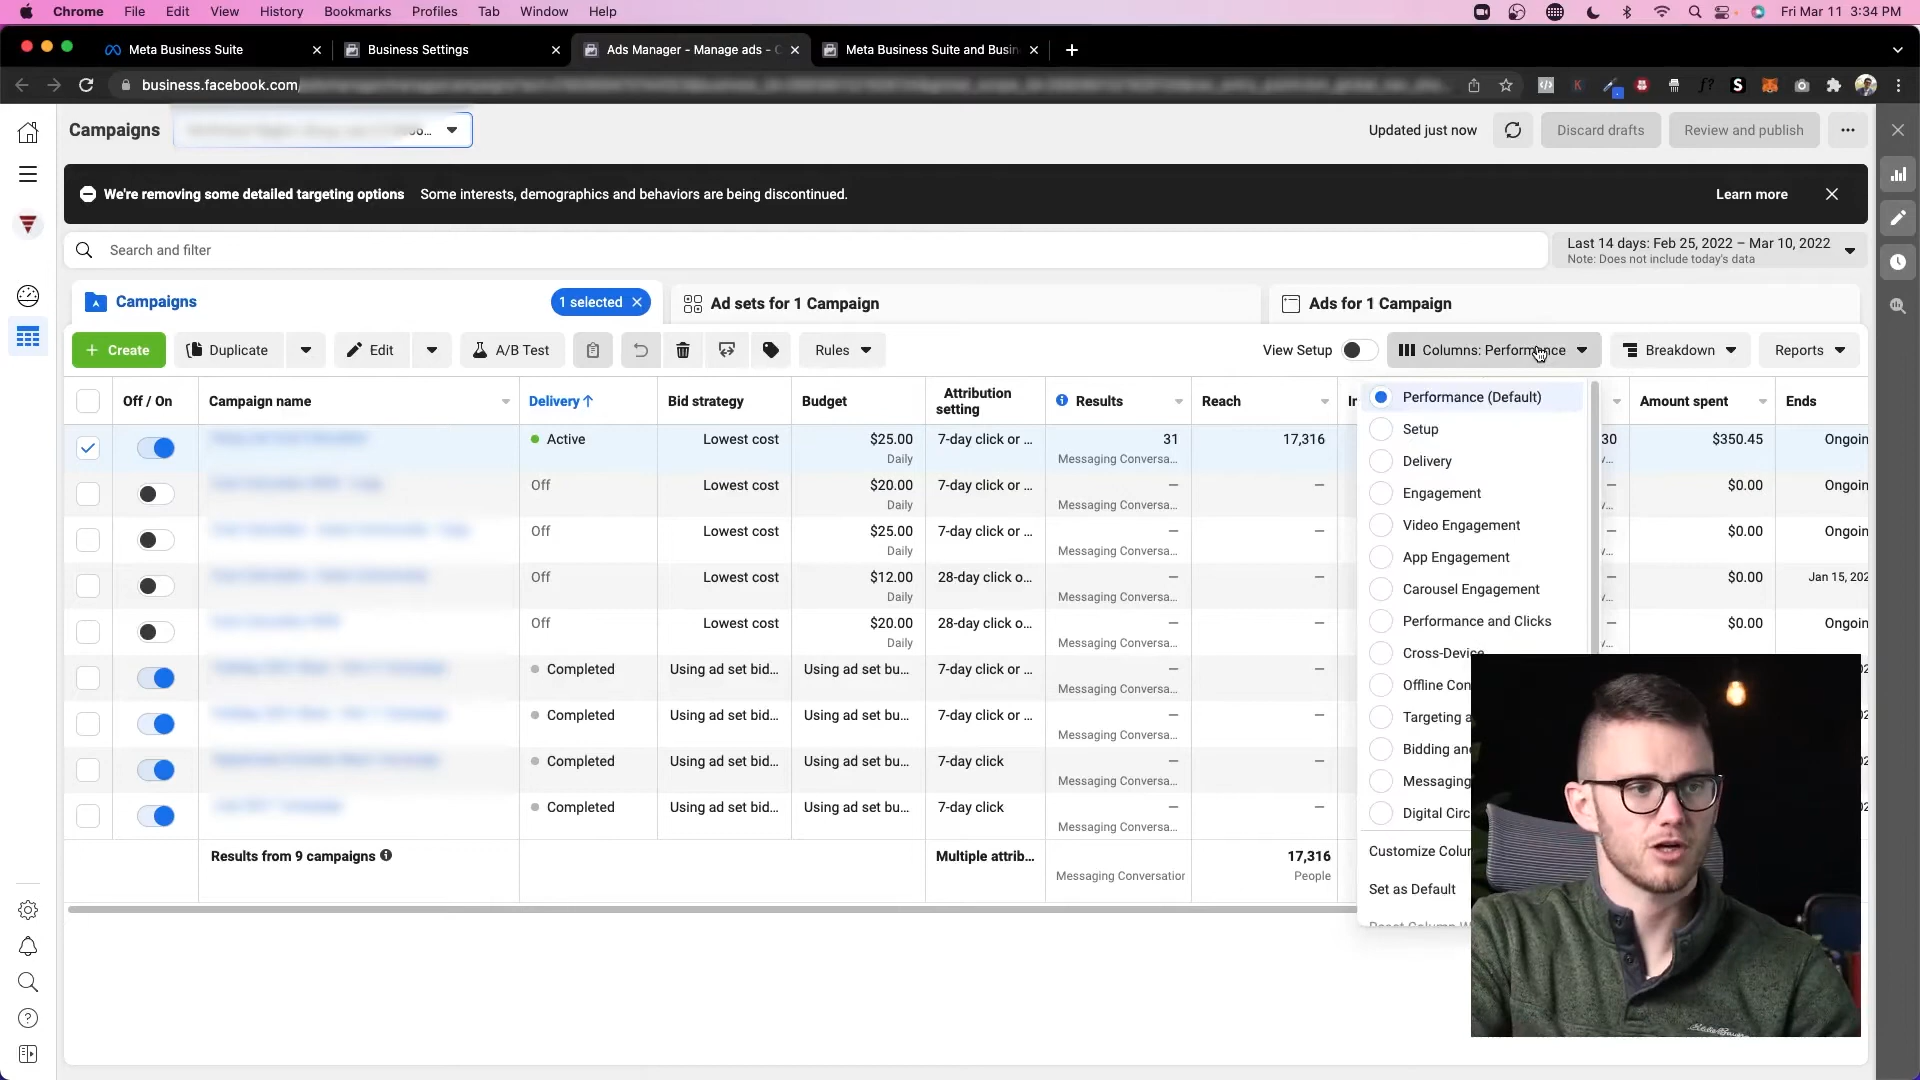 Chrome File Edit View History Bookmarks Profiles Tab Window Help Fri Mar 11 3:34 PM
Meta Business Suite Business Settings Ads Manager - Manage ads - Meta Business Suite and Busin
business.facebook.com
Campaigns Updated just now Discard drafts Review and publish
We're removing some detailed targeting options Some interests, demographics and behaviors are being discontinued. Learn more
Search and filter Last 14 days: Feb 25, 2022 – Mar 10, 2022
Note: Does not include today's data
Campaigns 1 selected Ad sets for 1 Campaign Ads for 1 Campaign
+ Create Duplicate Edit A/B Test Rules View Setup Columns: Performance Breakdown Reports
Off / On Campaign name Delivery↑ Bid strategy Budget Attribution setting Results Reach Amount spent Ends
Active Lowest cost $25.00 7-day click or ... 31 17,316 30 $350.45 Ongoin
Daily Messaging Conversa...
Off Lowest cost $20.00 7-day click or ... — — — $0.00 Ongoin
Daily Messaging Conversa...
Off Lowest cost $25.00 7-day click or ... — — — $0.00 Ongoin
Daily Messaging Conversa...
Off Lowest cost $12.00 28-day click o... — — — $0.00 Jan 15, 202
Daily Messaging Conversa...
Off Lowest cost $20.00 28-day click o... — — — $0.00 Ongoin
Daily Messaging Conversa...
Completed Using ad set bid... Using ad set bu... 7-day click or ... — —
Messaging Conversa...
Completed Using ad set bid... Using ad set bu... 7-day click or ... — —
Messaging Conversa...
Completed Using ad set bid... Using ad set bu... 7-day click — —
Messaging Conversa...
Completed Using ad set bid... Using ad set bu... 7-day click — —
Messaging Conversa...
Results from 9 campaigns Multiple attrib... 17,316
Messaging Conversation People
Performance (Default)
Setup
Delivery
Engagement
Video Engagement
App Engagement
Carousel Engagement
Performance and Clicks
Cross-Device
Offline Con
Targeting a
Bidding and
Messaging
Digital Circ
Customize Colu
Set as Default